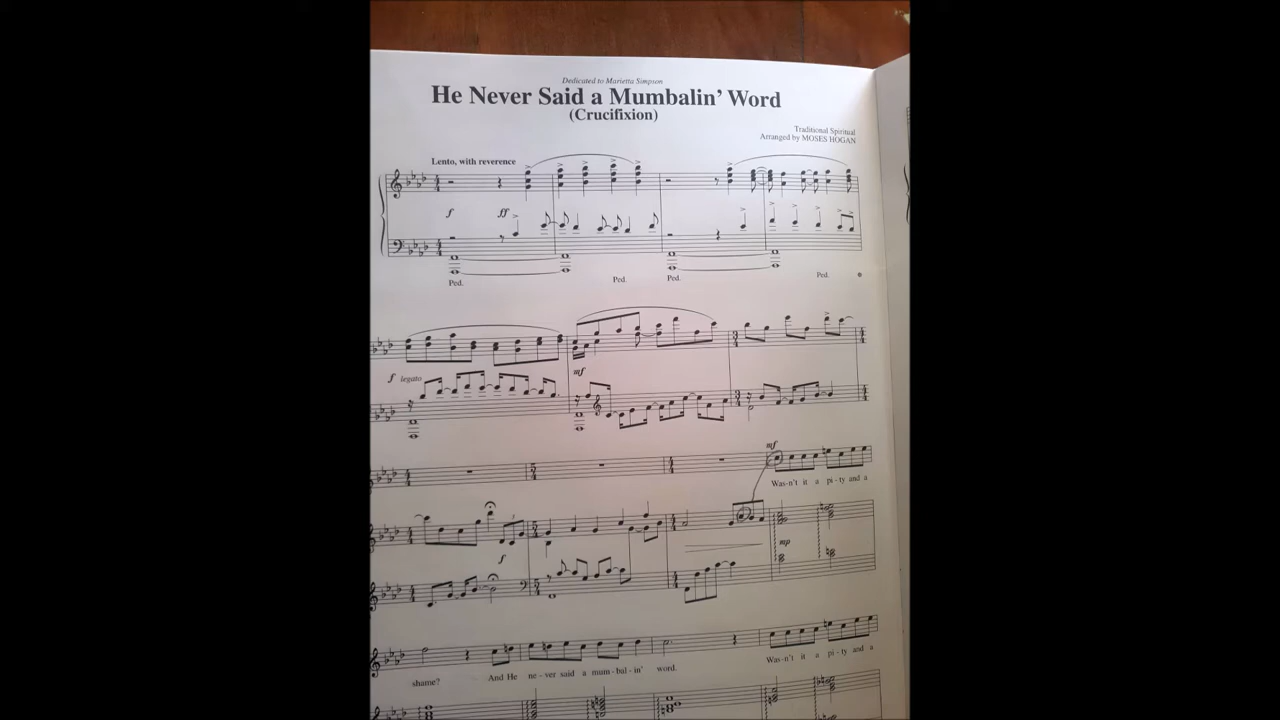 Dedicated to Marietta Simpson
He Never Said a Mumbalin' Word
(Crucifixion)
Traditional Spiritual
Arranged by MOSES HOGAN
Lento, with reverence
f ff
Ped. Ped. Ped. Ped.
f legato mf
mf
Was-n't it a pi-ty and a
mp
f
shame? And He ne-ver said a mum-bal-in' word. Was-n't it a pi-ty and a